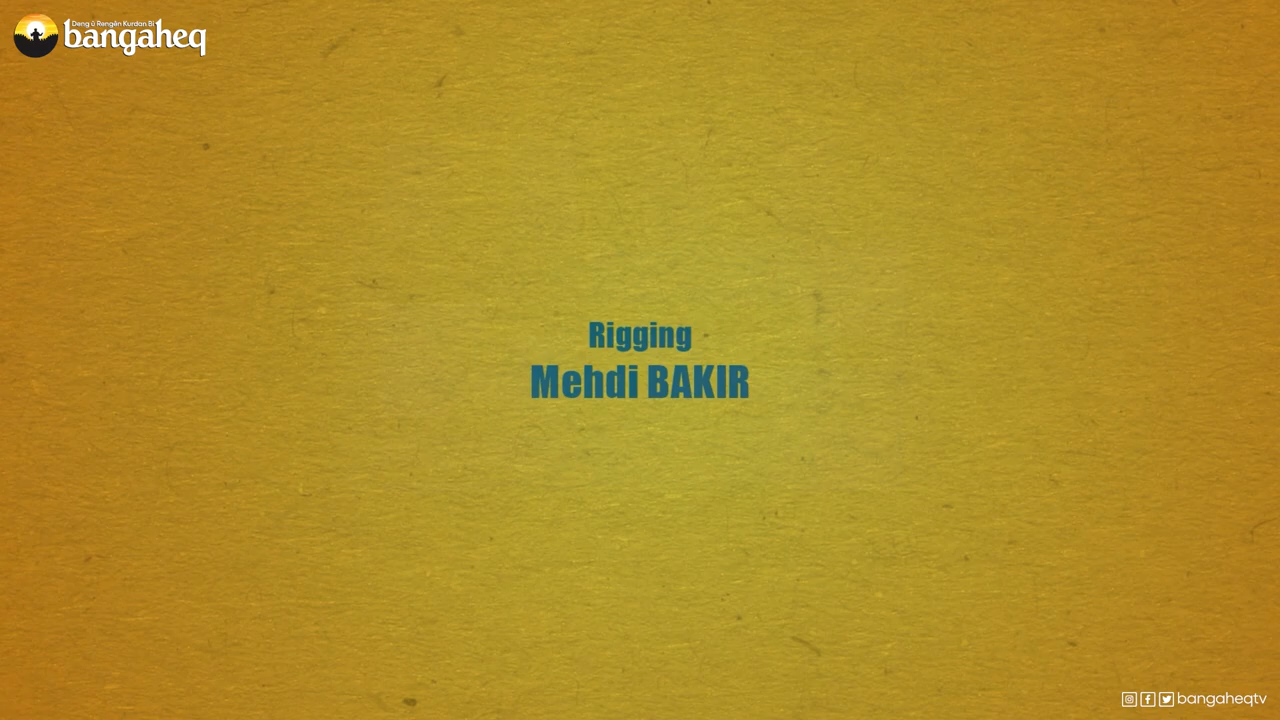 Deng û Rengên Kurdan Bi
bangaheq
Rigging
Mehdi BAKIR
bangaheqtv